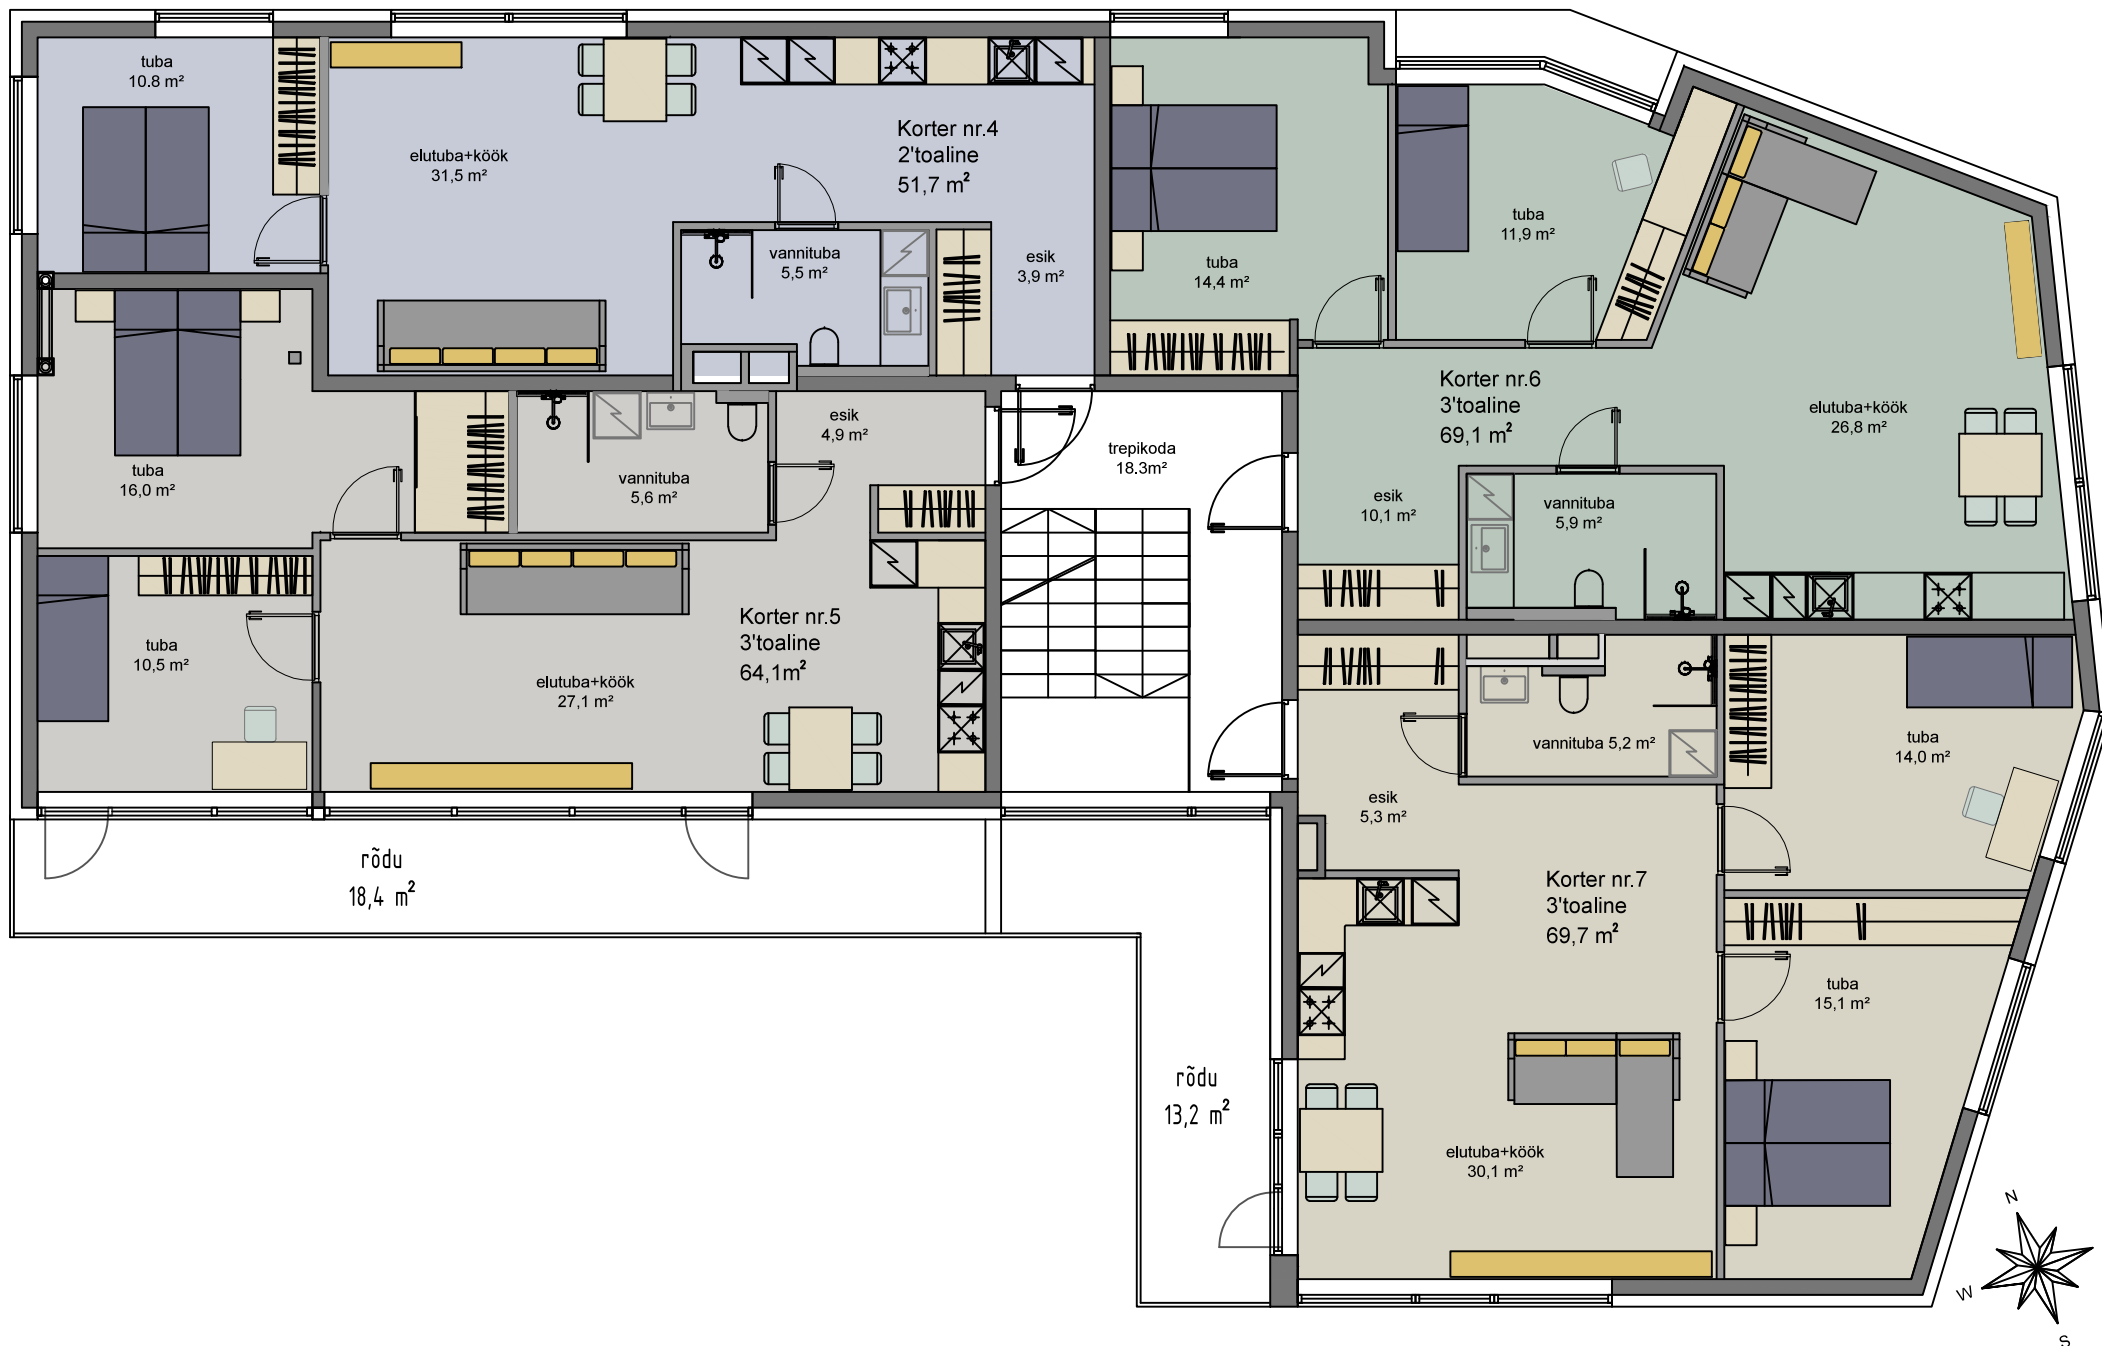 tuba
10.8 m²
elutuba+köök
31,5 m²
Korter nr.4
2'toaline
51,7 m²
vannituba
5,5 m²
esik
3,9 m²
tuba
14,4 m²
tuba
11,9 m²
Korter nr.6
3'toaline
69,1 m²
elutuba+köök
26,8 m²
esik
10,1 m²
vannituba
5,9 m²
tuba
16,0 m²
vannituba
5,6 m²
esik
4,9 m²
trepikoda
18.3m²
tuba
10,5 m²
Korter nr.5
3'toaline
64,1m²
elutuba+köök
27,1 m²
vannituba 5,2 m²
tuba
14,0 m²
esik
5,3 m²
Korter nr.7
3'toaline
69,7 m²
tuba
15,1 m²
elutuba+köök
30,1 m²
rõdu
18,4 m²
rõdu
13,2 m²
N
W
S